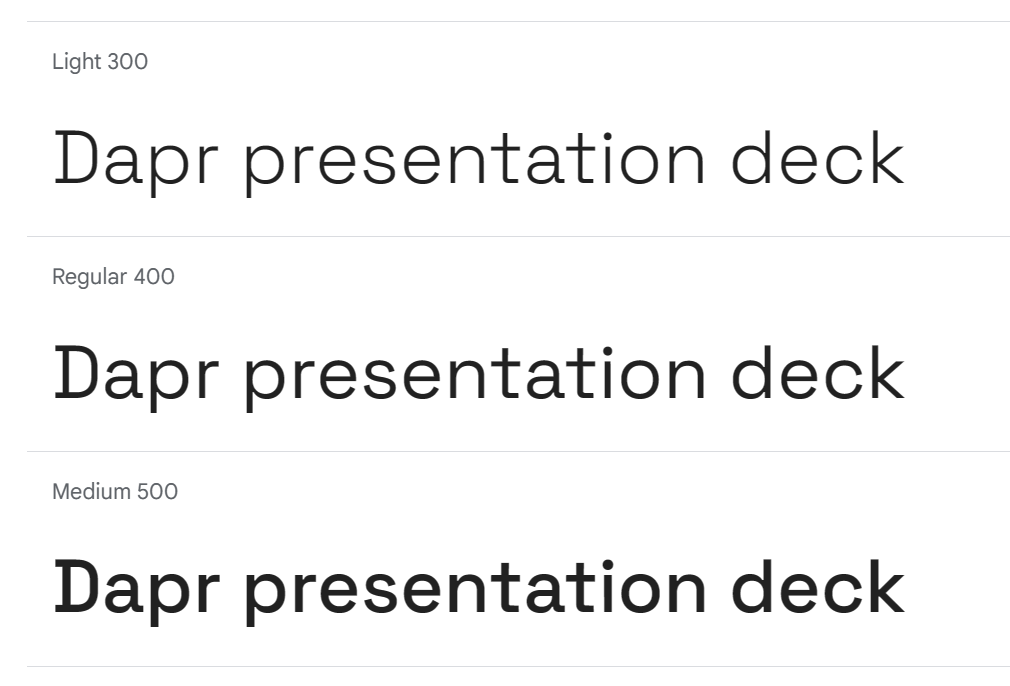 Light 300
Dapr presentation deck
Regular 400
Dapr presentation deck
Medium 500
Dapr presentation deck